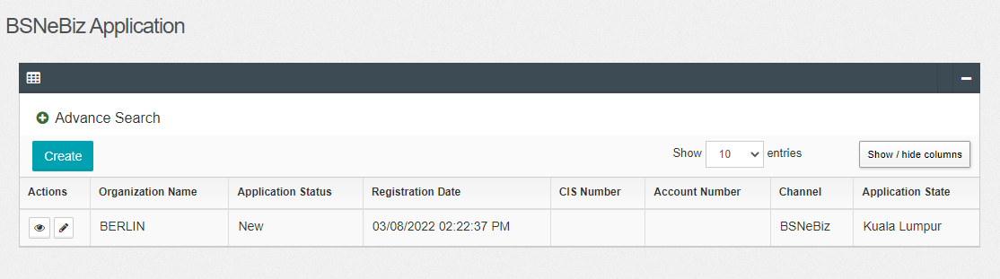 BSNeBiz Application
Advance Search
Create
Show 10 entries
Show / hide columns
Actions Organization Name Application Status Registration Date CIS Number Account Number Channel Application State
BERLIN New 03/08/2022 02:22:37 PM BSNeBiz Kuala Lumpur